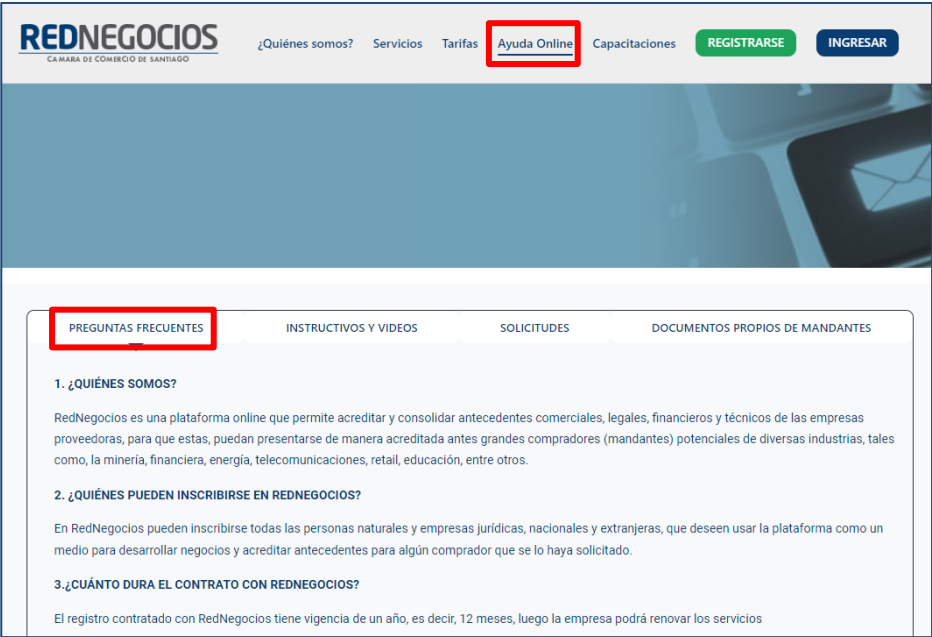 REDNEGOCIOS
CAMARA DE COMERCIO DE SANTIAGO
¿Quiénes somos? Servicios Tarifas Ayuda Online Capacitaciones REGISTRARSE INGRESAR
PREGUNTAS FRECUENTES INSTRUCTIVOS Y VIDEOS SOLICITUDES DOCUMENTOS PROPIOS DE MANDANTES
1. ¿QUIÉNES SOMOS?
RedNegocios es una plataforma online que permite acreditar y consolidar antecedentes comerciales, legales, financieros y técnicos de las empresas
proveedoras, para que estas, puedan presentarse de manera acreditada antes grandes compradores (mandantes) potenciales de diversas industrias, tales
como, la minería, financiera, energía, telecomunicaciones, retail, educación, entre otros.
2. ¿QUIÉNES PUEDEN INSCRIBIRSE EN REDNEGOCIOS?
En RedNegocios pueden inscribirse todas las personas naturales y empresas jurídicas, nacionales y extranjeras, que deseen usar la plataforma como un
medio para desarrollar negocios y acreditar antecedentes para algún comprador que se lo haya solicitado.
3.¿CUÁNTO DURA EL CONTRATO CON REDNEGOCIOS?
El registro contratado con RedNegocios tiene vigencia de un año, es decir, 12 meses, luego la empresa podrá renovar los servicios